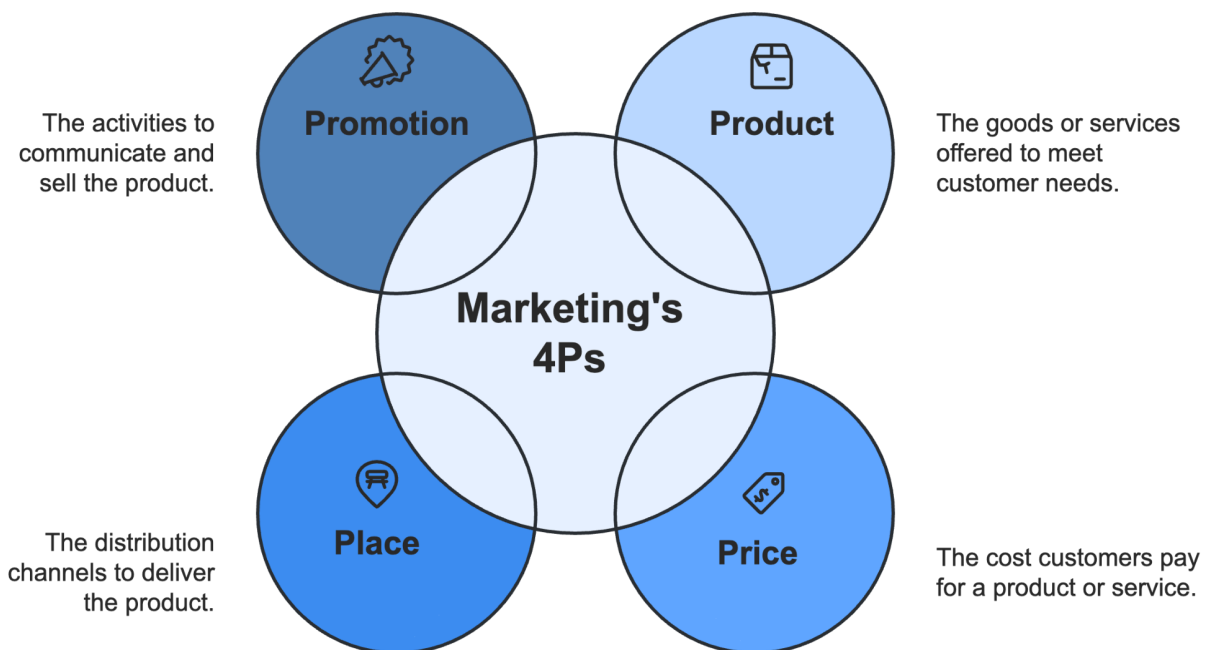 Promotion
The activities to
communicate and
sell the product.
Product
The goods or services
offered to meet
customer needs.
Marketing's
4Ps
Place
The distribution
channels to deliver
the product.
Price
The cost customers pay
for a product or service.